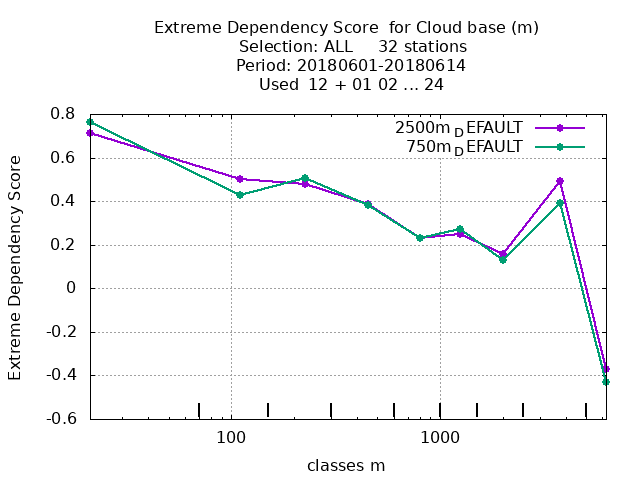 Extreme Dependency Score  for Cloud base (m)
Selection: ALL     32 stations
Period: 20180601-20180614
Used  12 + 01 02 ... 24
0.8
0.6
0.4
0.2
0
-0.2
-0.4
-0.6
Extreme Dependency Score
2500m_DEFAULT
750m_DEFAULT
100
1000
classes m